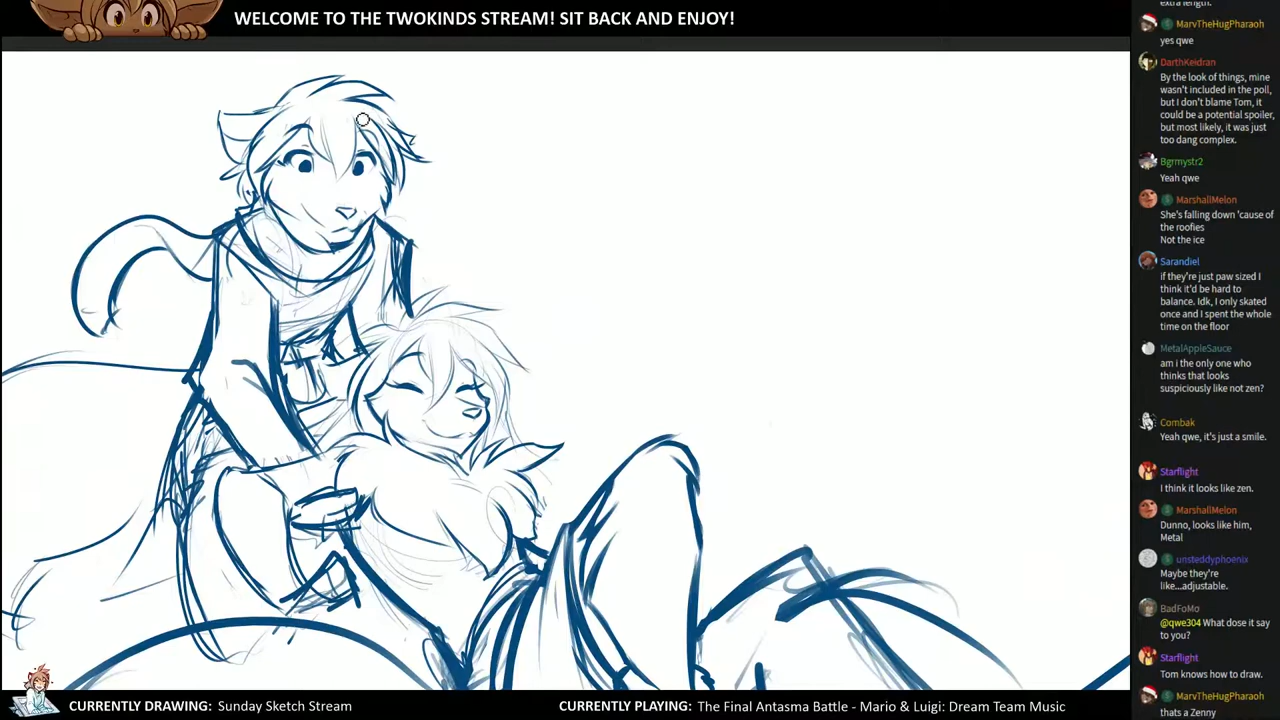 WELCOME TO THE TWOKINDS STREAM! SIT BACK AND ENJOY!
extra length.
MarvTheHugPharaoh
yes qwe
DarthKeidran
By the look of things, mine
wasn't included in the poll,
but I don't blame Tom, it
could be a potential spoiler,
but most likely, it was just
too dang complex.
Bgrmystr2
Yeah qwe
MarshallMelon
She's falling down 'cause of
the roofies
Not the ice
Sarandiel
if they're just paw sized I
think it'd be hard to
balance. Idk, I only skated
once and I spent the whole
time on the floor
MetalAppleSauce
am i the only one who
thinks that looks
suspiciously like not zen?
Combak
Yeah qwe, it's just a smile.
Starflight
I think it looks like zen.
MarshallMelon
Dunno, looks like him,
Metal
unsteddyphoenix
Maybe they're
like...adjustable.
BadFoMo
@qwe304 What dose it say
to you?
Starflight
Tom knows how to draw.
MarvTheHugPharaoh
thats a Zenny
CURRENTLY DRAWING: Sunday Sketch Stream
CURRENTLY PLAYING: The Final Antasma Battle - Mario & Luigi: Dream Team Music